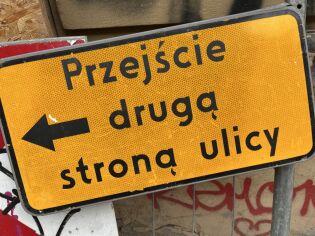 Przejście
drugą
stroną ulicy